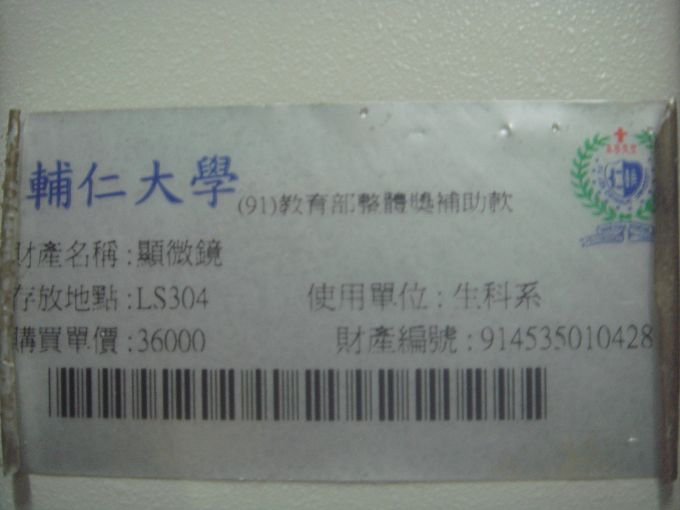 輔仁大學 (91)教育部整體獎補助款
財產名稱:顯微鏡
存放地點:LS304 使用單位:生科系
購買單價:36000 財產編號:914535010428